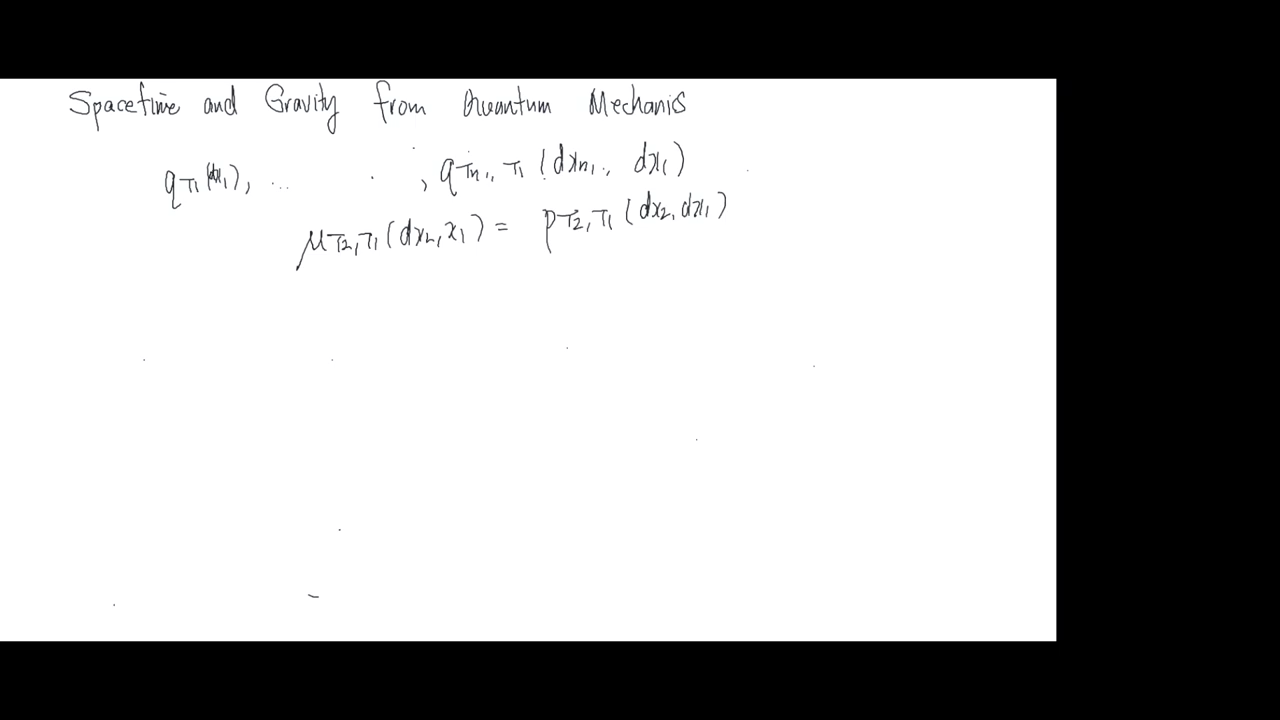 Spacetime and Gravity from Quantum Mechanics
q_{T_1}(dx_1), ... , q_{T_n,..,T_1}(dx_n,.., dx_1)
μ_{T_2,T_1}(dx_2, x_1) = p_{T_2,T_1}(dx_2, dx_1)